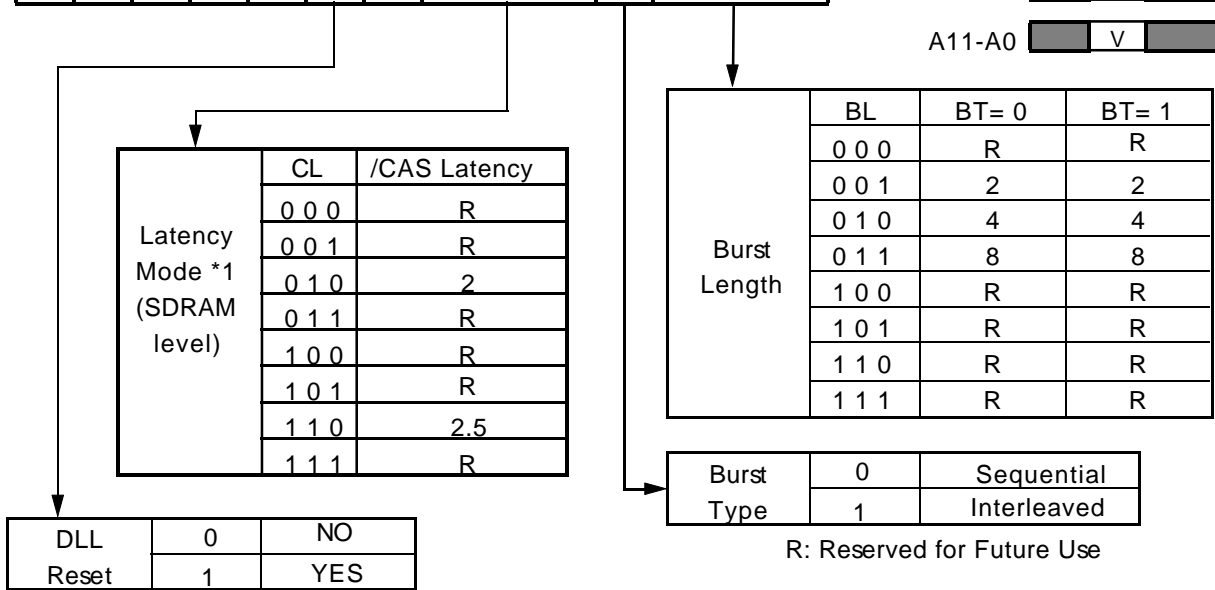 A11-A0 V
BL BT= 0 BT= 1
0 0 0 R R
0 0 1 2 2
0 1 0 4 4
0 1 1 8 8
1 0 0 R R
1 0 1 R R
1 1 0 R R
1 1 1 R R
Burst
Length
CL /CAS Latency
0 0 0 R
0 0 1 R
0 1 0 2
0 1 1 R
1 0 0 R
1 0 1 R
1 1 0 2.5
1 1 1 R
Latency
Mode *1
(SDRAM
level)
Burst
Type
0 Sequential
1 Interleaved
R: Reserved for Future Use
DLL
Reset
0 NO
1 YES